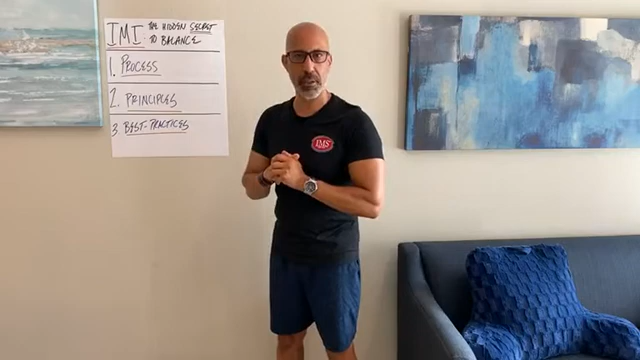 IMI: THE HIDDEN SECRET
TO BALANCE
1. PROCESS
2. PRINCIPLES
3 BEST-PRACTICES
IMS